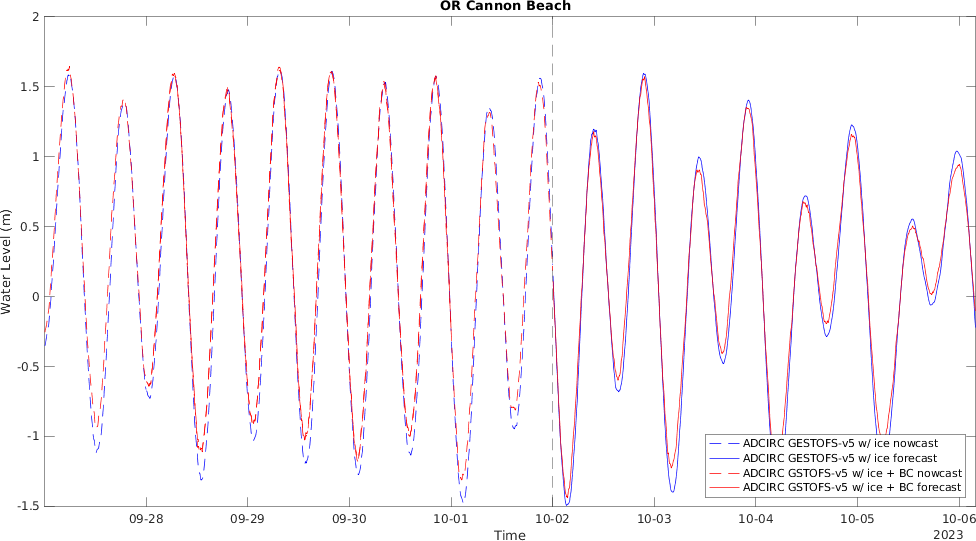 OR Cannon Beach
2
1.5
1
0.5
0
-0.5
-1
-1.5
Water Level (m)
09-28 09-29 09-30 10-01 10-02 10-03 10-04 10-05 10-06
2023
Time
ADCIRC GESTOFS-v5 w/ ice nowcast
ADCIRC GESTOFS-v5 w/ ice forecast
ADCIRC GSTOFS-v5 w/ ice + BC nowcast
ADCIRC GSTOFS-v5 w/ ice + BC forecast